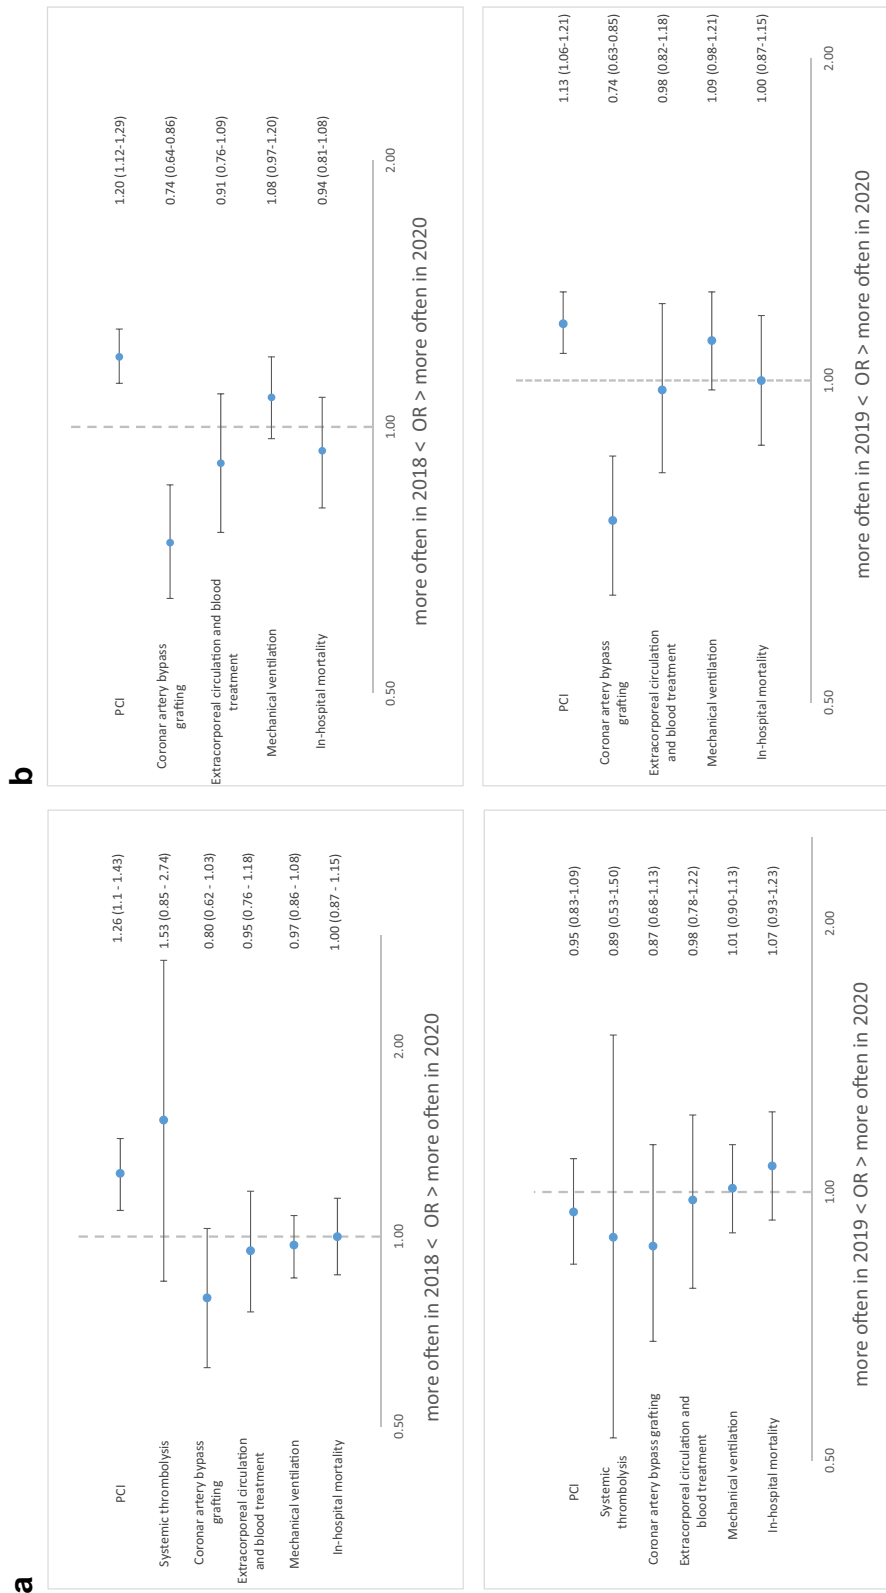 a
PCI
1.26 (1.1 - 1.43)
Systemic thrombolysis
1.53 (0.85 - 2.74)
Coronar artery bypass
grafting
0.80 (0.62 - 1.03)
Extracorporeal circulation
and blood treatment
0.95 (0.76 - 1.18)
Mechanical ventilation
0.97 (0.86 - 1.08)
In-hospital mortality
1.00 (0.87 - 1.15)
0.50
1.00
2.00
more often in 2018 < OR > more often in 2020
PCI
0.95 (0.83-1.09)
Systemic
thrombolysis
0.89 (0.53-1.50)
Coronar artery bypass grafting
0.87 (0.68-1.13)
Extracorporeal circulation and
blood treatment
0.98 (0.78-1.22)
Mechanical ventilation
1.01 (0.90-1.13)
In-hospital mortality
1.07 (0.93-1.23)
0.50
1.00
2.00
more often in 2019 < OR > more often in 2020
b
PCI
1.20 (1.12-1,29)
Coronar artery bypass
grafting
0.74 (0.64-0.86)
Extracorporeal circulation and blood
treatment
0.91 (0.76-1.09)
Mechanical ventilation
1.08 (0.97-1.20)
In-hospital mortality
0.94 (0.81-1.08)
0.50
1.00
2.00
more often in 2018 < OR > more often in 2020
PCI
1.13 (1.06-1.21)
Coronar artery bypass
grafting
0.74 (0.63-0.85)
Extracorporeal circulation
and blood treatment
0.98 (0.82-1.18)
Mechanical ventilation
1.09 (0.98-1.21)
In-hospital mortality
1.00 (0.87-1.15)
0.50
1.00
2.00
more often in 2019 < OR > more often in 2020